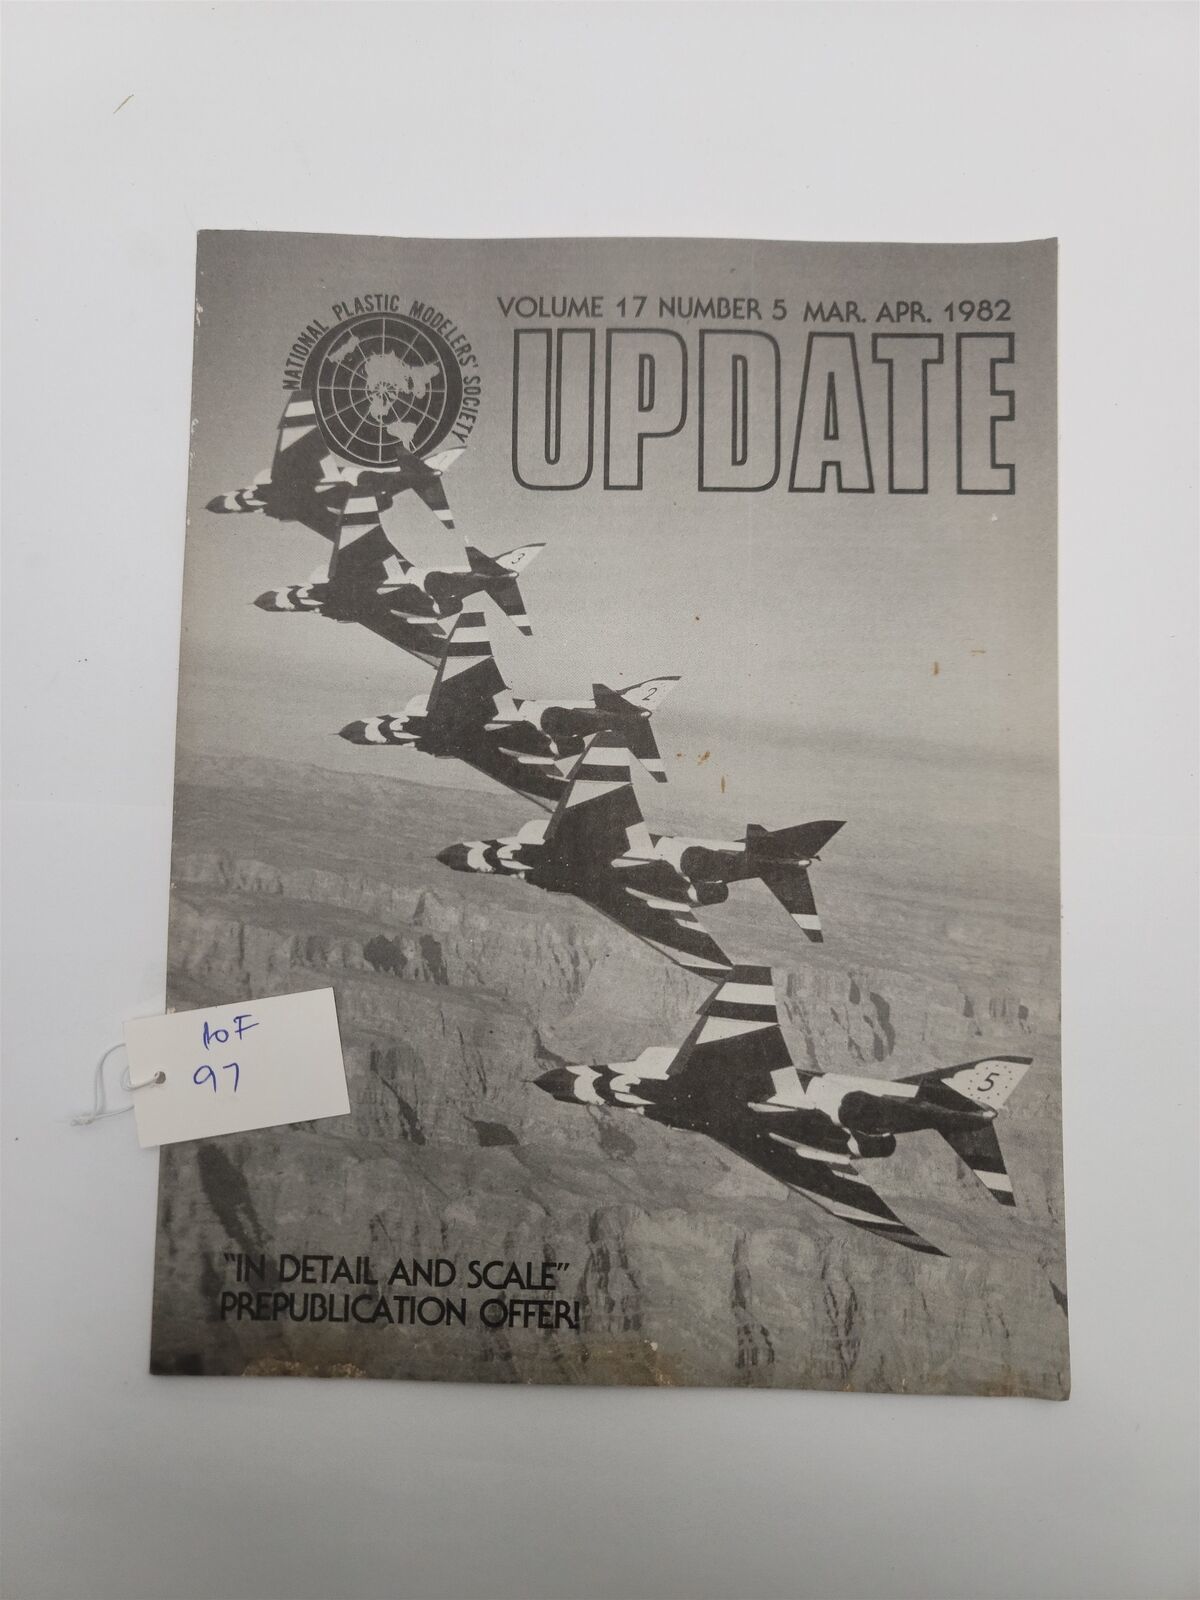 NATIONAL PLASTIC MODELERS' SOCIETY
VOLUME 17 NUMBER 5 MAR. APR. 1982
UPDATE
3
2
5
97
"IN DETAIL AND SCALE"
PREPUBLICATION OFFER!